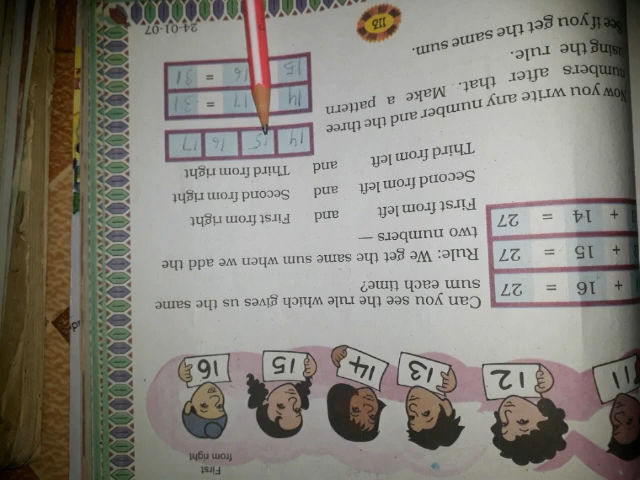 First
from right
11 12 13 14 15 16
Can you see the rule which gives us the same
sum each time?
+ 16 = 27
+ 15 = 27
+ 14 = 27
Rule: We get the same sum when we add the
two numbers —
First from left and First from right
Second from left and Second from right
Third from left and Third from right
Now you write any number and the three
numbers after that. Make a pattern
using the rule.
See if you get the same sum.
14 15 16 17
14 17 = 31
15 16 = 31
113
24-01-07